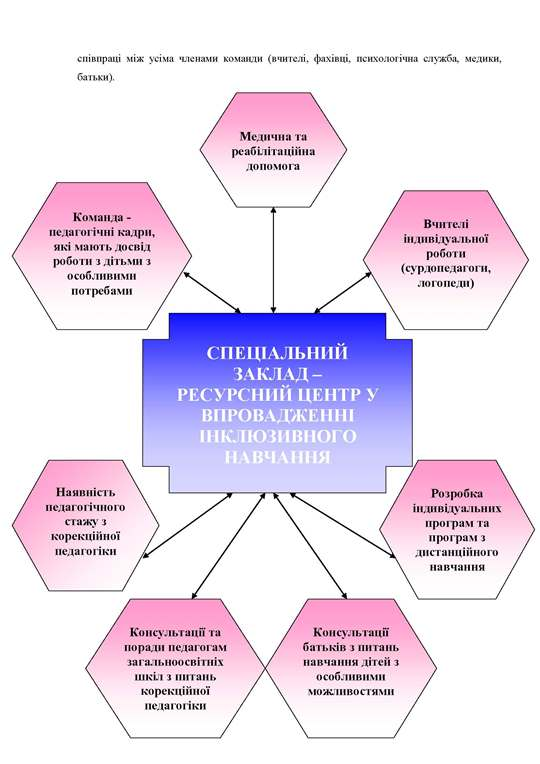 співпраці між усіма членами команди (вчителі, фахівці, психологічна служба, медики,
батьки).
Медична та
реабілітаційна
допомога
Команда -
педагогічні кадри,
які мають досвід
роботи з дітьми з
особливими
потребами
Вчителі
індивідуальної
роботи
(сурдопедагоги,
логопеди)
СПЕЦІАЛЬНИЙ
ЗАКЛАД –
РЕСУРСНИЙ ЦЕНТР У
ВПРОВАДЖЕННІ
ІНКЛЮЗИВНОГО
НАВЧАННЯ
Наявність
педагогічного
стажу з
корекційної
педагогіки
Розробка
індивідуальних
програм та
програм з
дистанційного
навчання
Консультації та
поради педагогам
загальноосвітніх
шкіл з питань
корекційної
педагогіки
Консультації
батьків з питань
навчання дітей з
особливими
можливостями